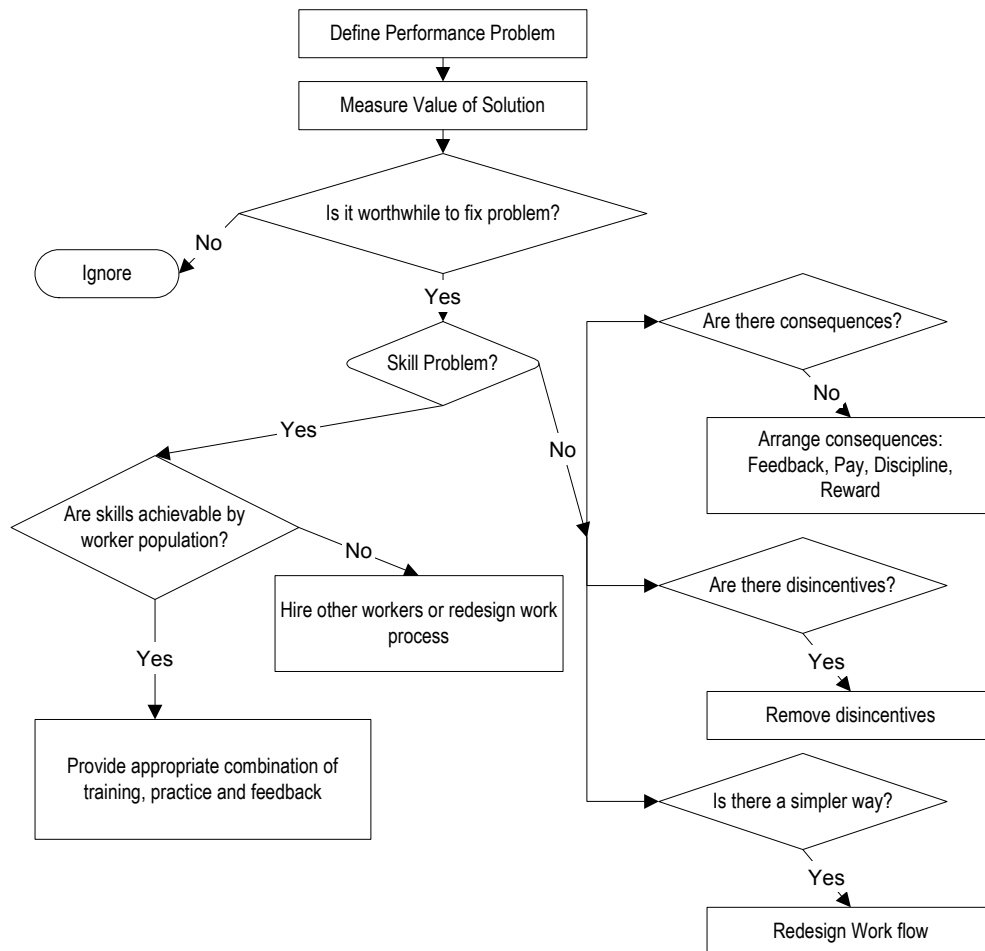 Define Performance Problem
Measure Value of Solution
Is it worthwhile to fix problem?
No
Ignore
Yes
Skill Problem?
Yes
No
Are skills achievable by
worker population?
No
Hire other workers or redesign work
process
Yes
Provide appropriate combination of
training, practice and feedback
Are there consequences?
No
Arrange consequences:
Feedback, Pay, Discipline,
Reward
Are there disincentives?
Yes
Remove disincentives
Is there a simpler way?
Yes
Redesign Work flow